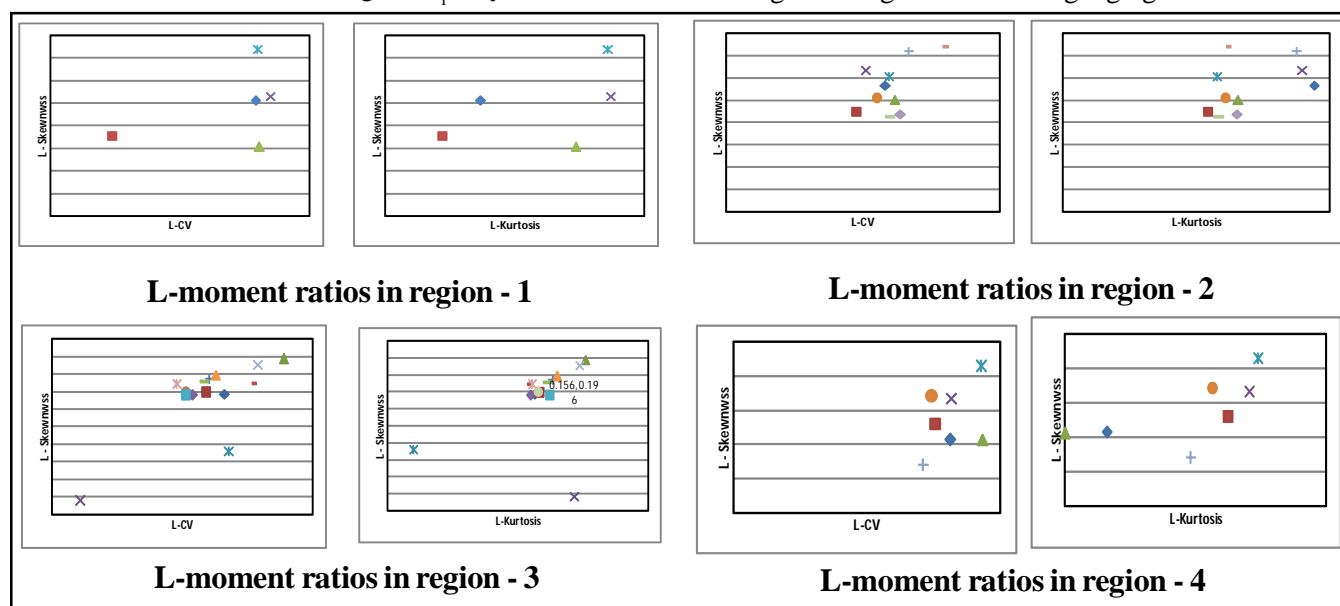 L - Skewnwss
L-CV
L - Skewnwss
L-Kurtosis
L-moment ratios in region - 1
L - Skewnwss
L-CV
L - Skewnwss
L-Kurtosis
L-moment ratios in region - 2
L - Skewnwss
L-CV
L - Skewnwss
0.156,0.19
6
L-Kurtosis
L-moment ratios in region - 3
L - Skewnwss
L-CV
L - Skewnwss
L-Kurtosis
L-moment ratios in region - 4